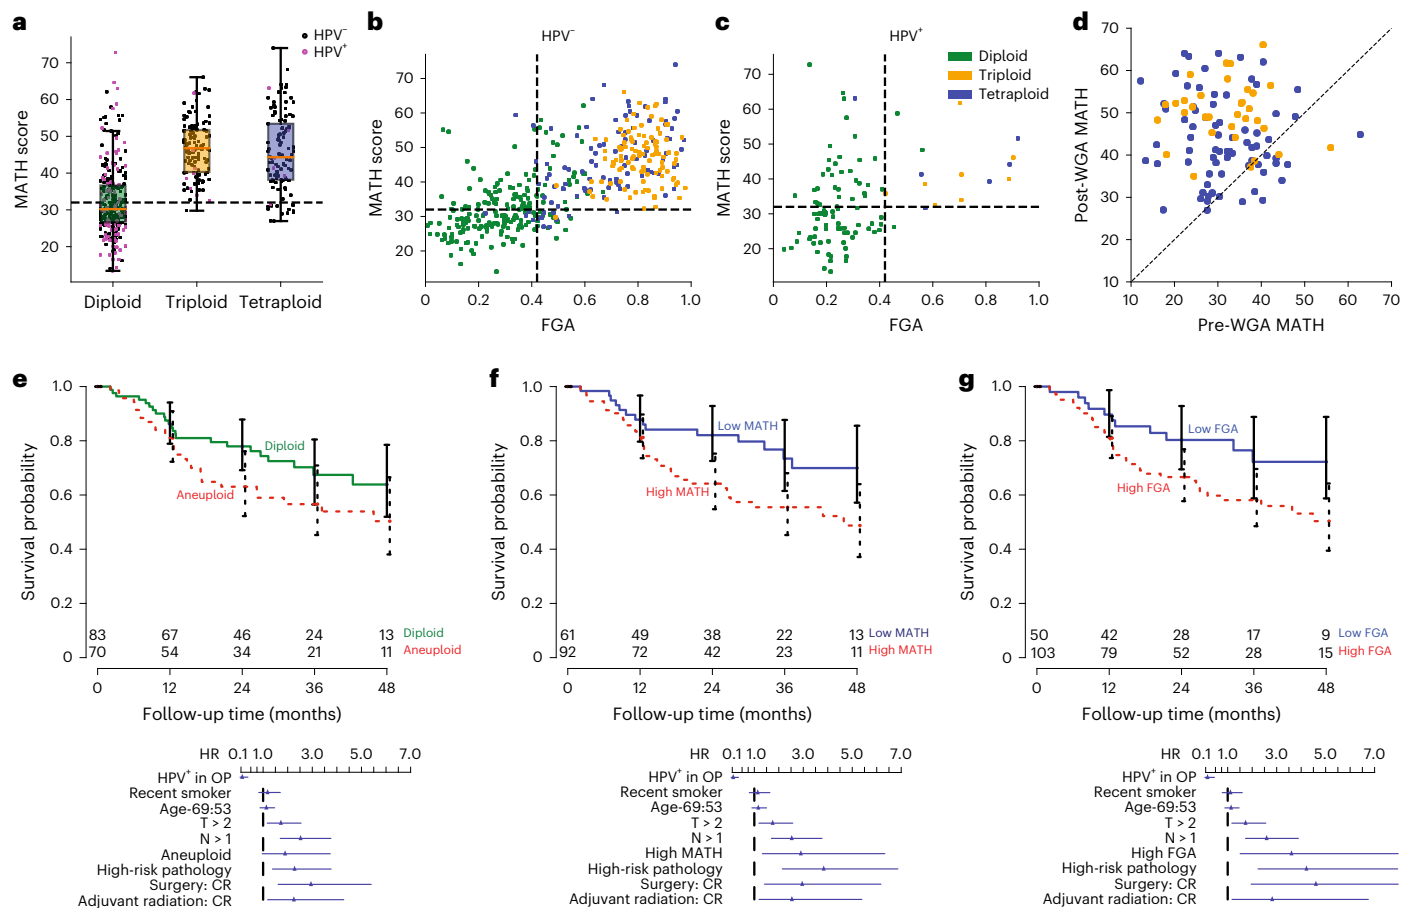 a
HPV⁻
HPV⁺
70
60
50
40
30
20
MATH score
Diploid
Triploid
Tetraploid
b
HPV⁻
70
60
50
40
30
20
MATH score
0
0.2
0.4
0.6
0.8
1.0
FGA
c
HPV⁺
Diploid
Triploid
Tetraploid
70
60
50
40
30
20
MATH score
0
0.2
0.4
0.6
0.8
1.0
FGA
d
70
60
50
40
30
20
10
Post-WGA MATH
10
20
30
40
50
60
70
Pre-WGA MATH
e
1.0
0.8
0.6
0.4
0.2
0
Survival probability
Diploid
Aneuploid
83 67 46 24 13 Diploid
70 54 34 21 11 Aneuploid
0 12 24 36 48
Follow-up time (months)
HR 0.1 1.0 3.0 5.0 7.0
HPV⁺ in OP
Recent smoker
Age-69:53
T > 2
N > 1
Aneuploid
High-risk pathology
Surgery: CR
Adjuvant radiation: CR
f
1.0
0.8
0.6
0.4
0.2
0
Survival probability
Low MATH
High MATH
61 49 38 22 13 Low MATH
92 72 42 23 11 High MATH
0 12 24 36 48
Follow-up time (months)
HR 0.1 1.0 3.0 5.0 7.0
HPV⁺ in OP
Recent smoker
Age-69:53
T > 2
N > 1
High MATH
High-risk pathology
Surgery: CR
Adjuvant radiation: CR
g
1.0
0.8
0.6
0.4
0.2
0
Survival probability
Low FGA
High FGA
50 42 28 17 9 Low FGA
103 79 52 28 15 High FGA
0 12 24 36 48
Follow-up time (months)
HR 0.1 1.0 3.0 5.0 7.0
HPV⁺ in OP
Recent smoker
Age-69:53
T > 2
N > 1
High FGA
High-risk pathology
Surgery: CR
Adjuvant radiation: CR